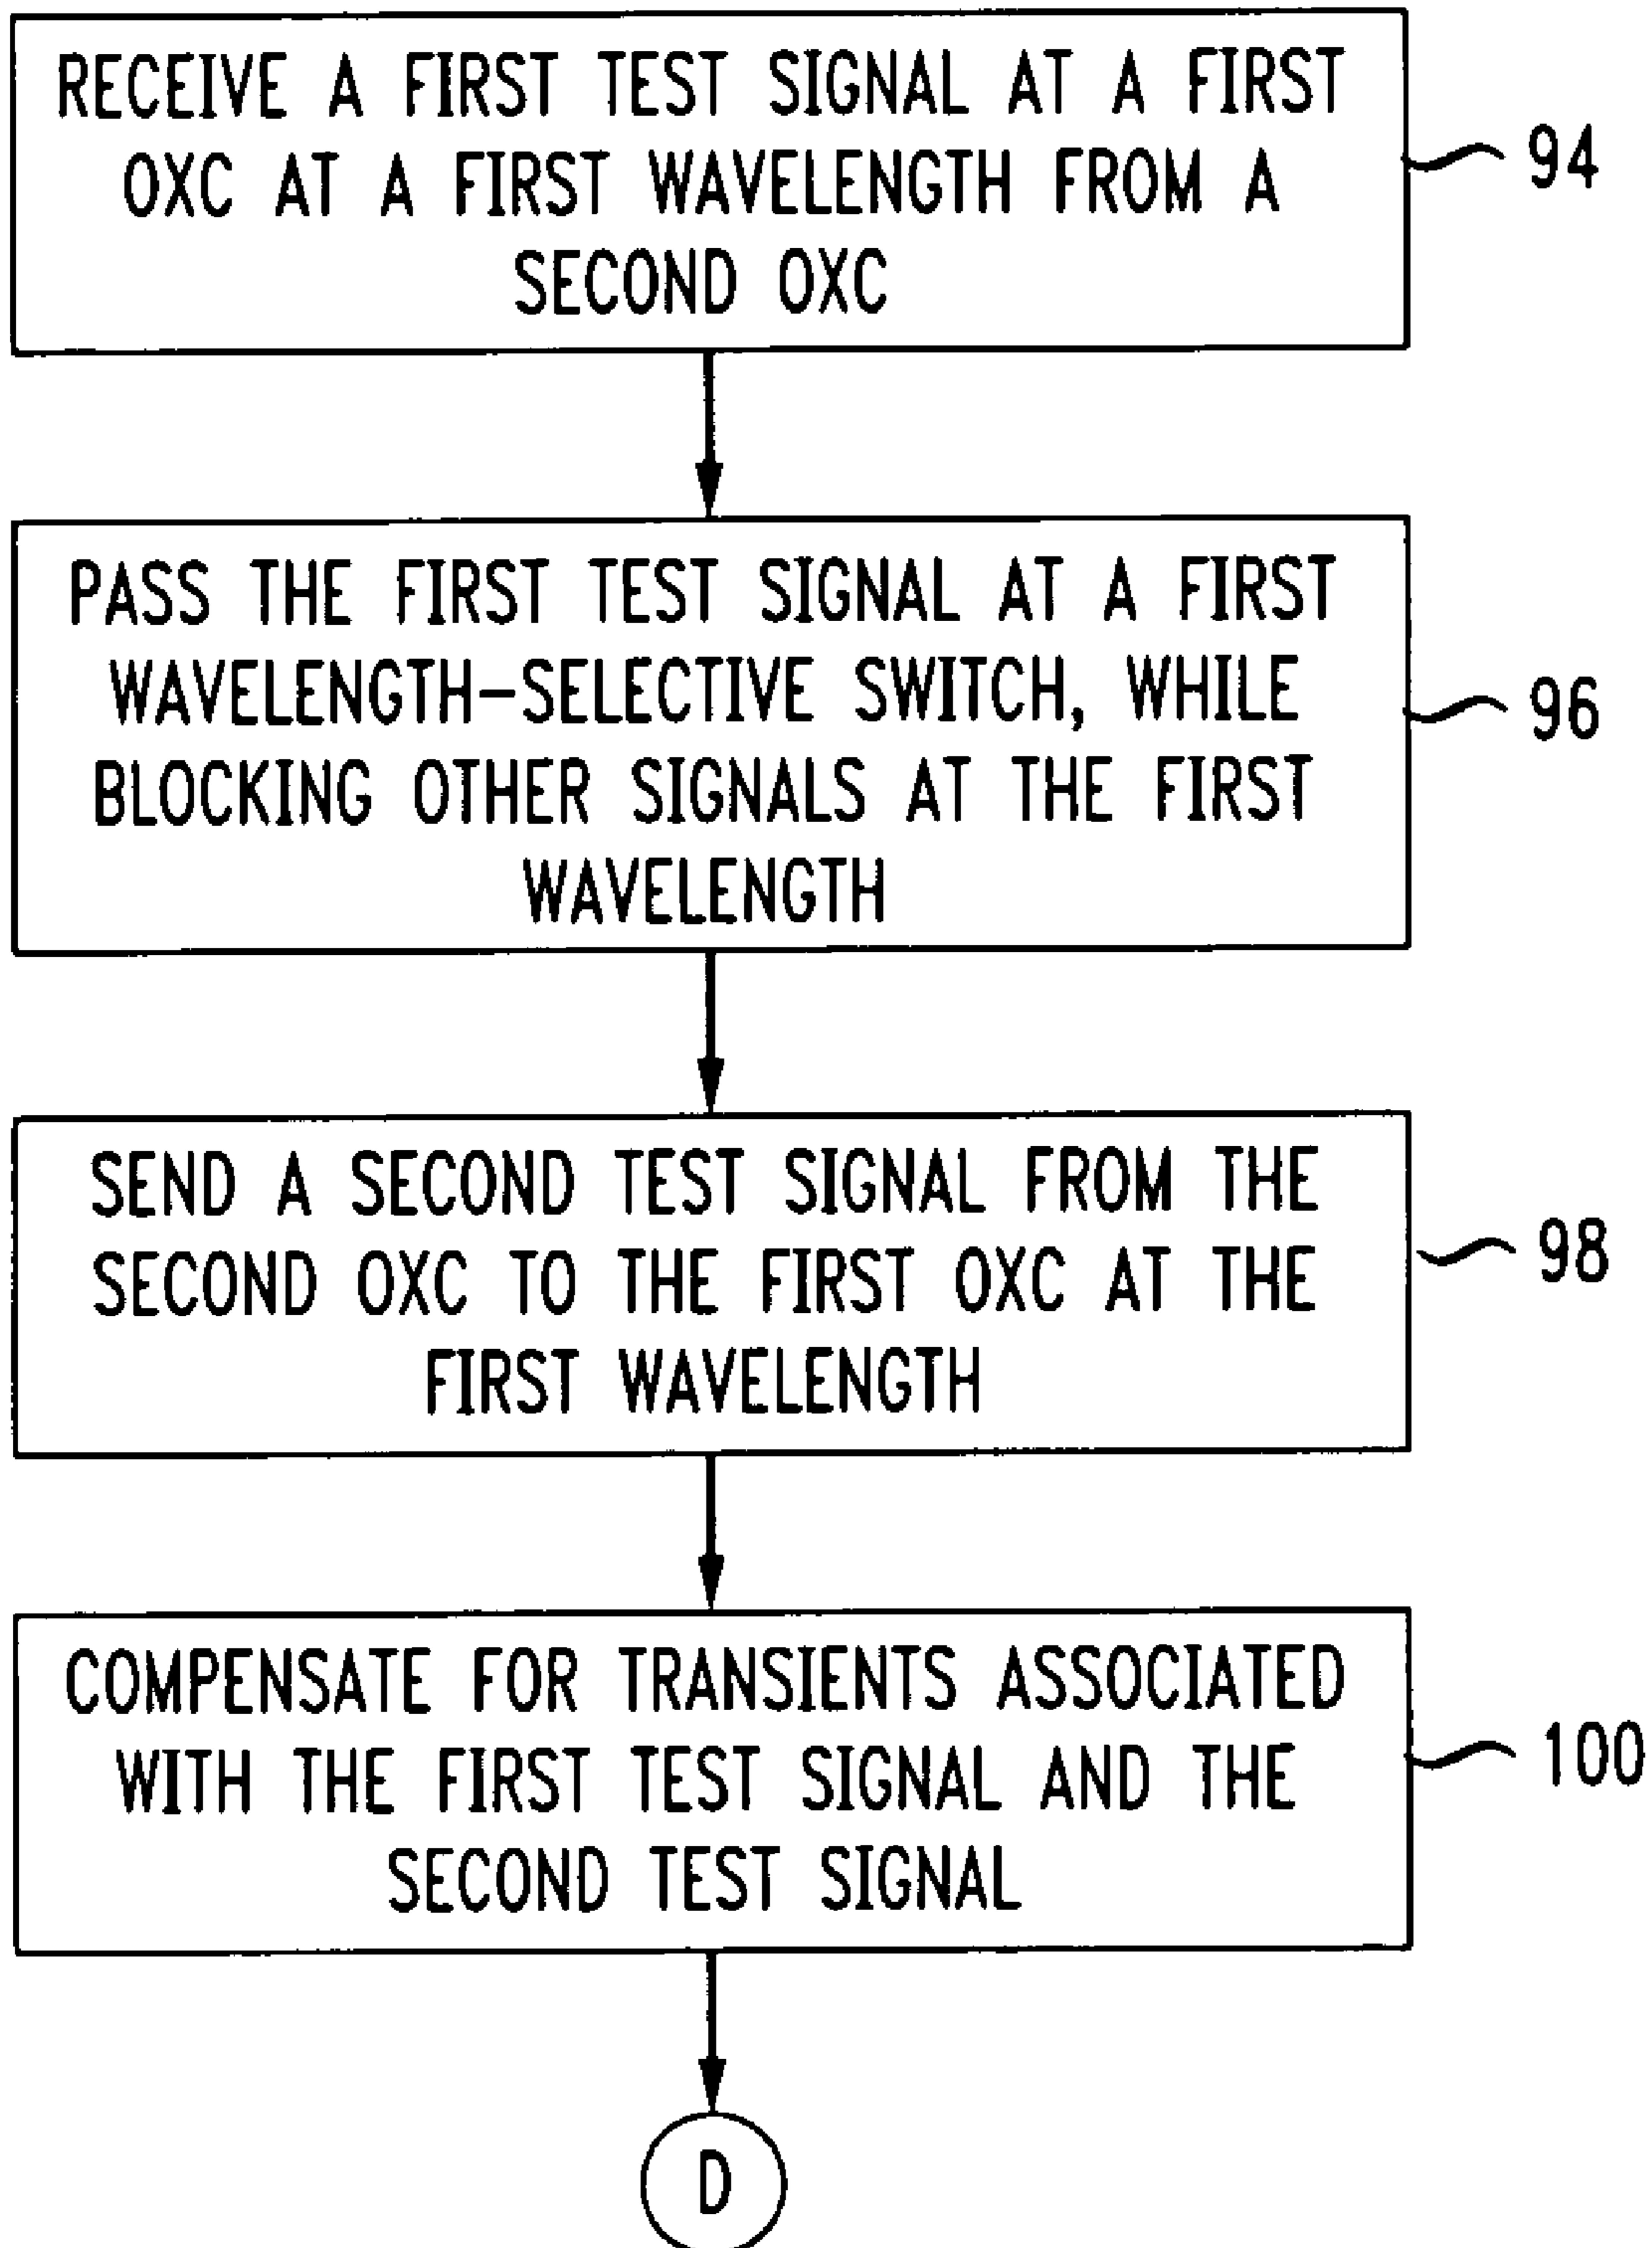 RECEIVE A FIRST TEST SIGNAL AT A FIRST
OXC AT A FIRST WAVELENGTH FROM A
SECOND OXC
94
PASS THE FIRST TEST SIGNAL AT A FIRST
WAVELENGTH-SELECTIVE SWITCH, WHILE
BLOCKING OTHER SIGNALS AT THE FIRST
WAVELENGTH
96
SEND A SECOND TEST SIGNAL FROM THE
SECOND OXC TO THE FIRST OXC AT THE
FIRST WAVELENGTH
98
COMPENSATE FOR TRANSIENTS ASSOCIATED
WITH THE FIRST TEST SIGNAL AND THE
SECOND TEST SIGNAL
100
D